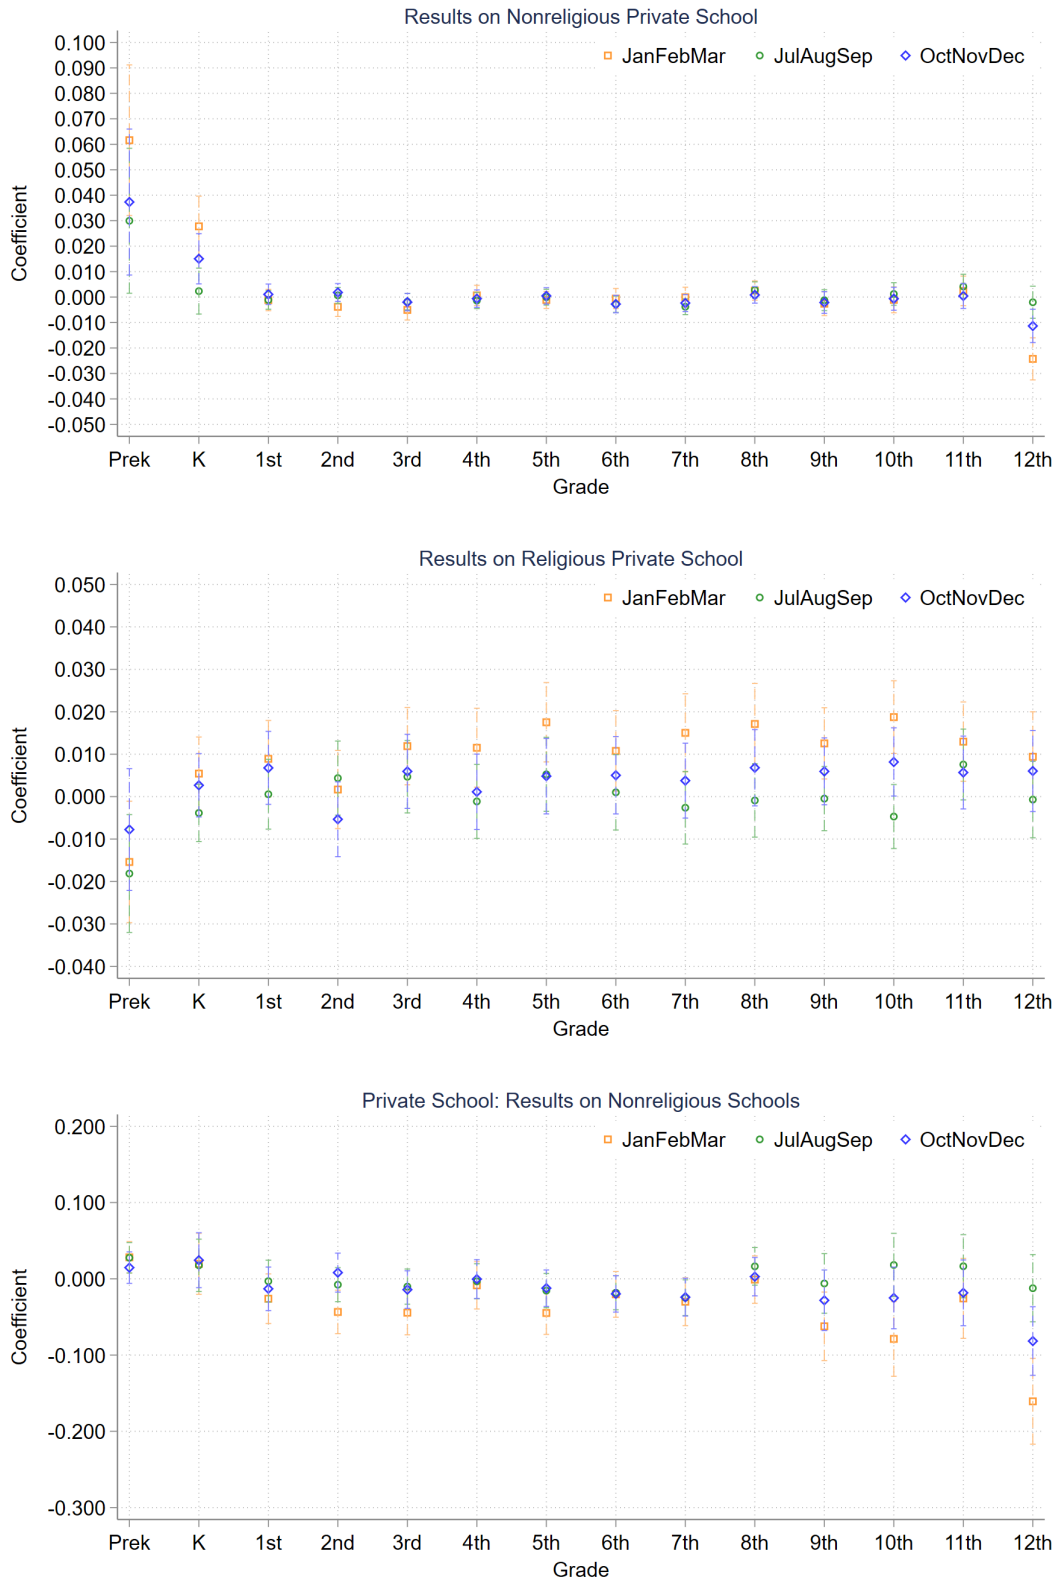 Results on Nonreligious Private School
JanFebMar JulAugSep OctNovDec
0.100
0.090
0.080
0.070
0.060
0.050
0.040
0.030
0.020
0.010
0.000
-0.010
-0.020
-0.030
-0.040
-0.050
Coefficient
Prek K 1st 2nd 3rd 4th 5th 6th 7th 8th 9th 10th 11th 12th
Grade
Results on Religious Private School
JanFebMar JulAugSep OctNovDec
0.050
0.040
0.030
0.020
0.010
0.000
-0.010
-0.020
-0.030
-0.040
Coefficient
Prek K 1st 2nd 3rd 4th 5th 6th 7th 8th 9th 10th 11th 12th
Grade
Private School: Results on Nonreligious Schools
JanFebMar JulAugSep OctNovDec
0.200
0.100
0.000
-0.100
-0.200
-0.300
Coefficient
Prek K 1st 2nd 3rd 4th 5th 6th 7th 8th 9th 10th 11th 12th
Grade